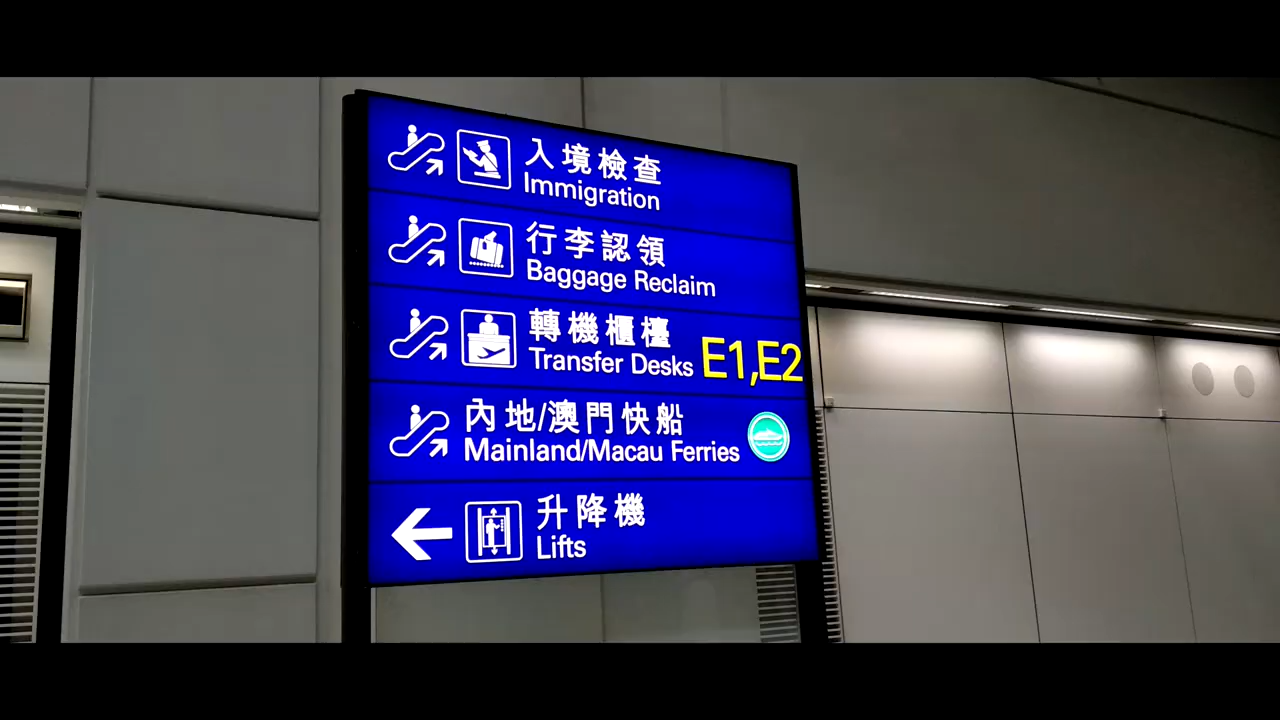 入境檢查
Immigration
行李認領
Baggage Reclaim
轉機櫃檯
Transfer Desks E1,E2
內地/澳門快船
Mainland/Macau Ferries
升降機
Lifts